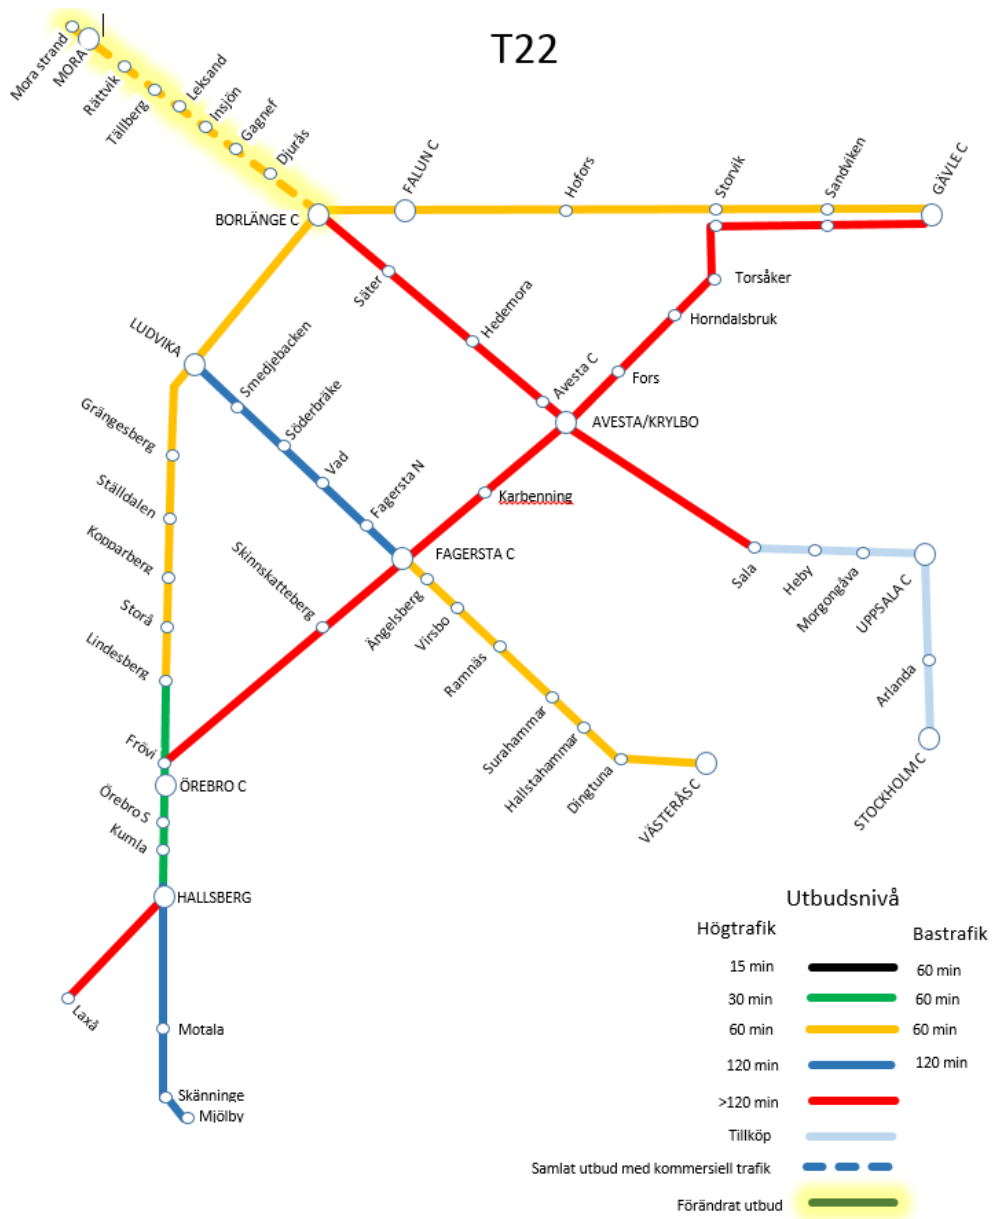 T22
Mora strand
MORA
Rättvik
Tällberg
Leksand
Insjön
Gagnef
Djurås
BORLÄNGE C
FALUN C
Hofors
Storvik
Sandviken
GÄVLE C
Torsåker
Horndalsbruk
Fors
Säter
Hedemora
Avesta C
AVESTA/KRYLBO
LUDVIKA
Smedjebacken
Söderbräke
Vad
Fagersta N
FAGERSTA C
Karbenning
Grängesberg
Ställdalen
Kopparberg
Storå
Lindesberg
Skinnskatteberg
Frövi
ÖREBRO C
Örebro S
Kumla
HALLSBERG
Laxå
Motala
Skänninge
Mjölby
Ängelsberg
Virsbo
Ramnäs
Surahammar
Hallstahammar
Dingtuna
VÄSTERÅS C
Sala
Heby
Morgongåva
UPPSALA C
Arlanda
STOCKHOLM C
Utbudsnivå
Högtrafik Bastrafik
15 min 60 min
30 min 60 min
60 min 60 min
120 min 120 min
>120 min
Tillköp
Samlat utbud med kommersiell trafik
Förändrat utbud